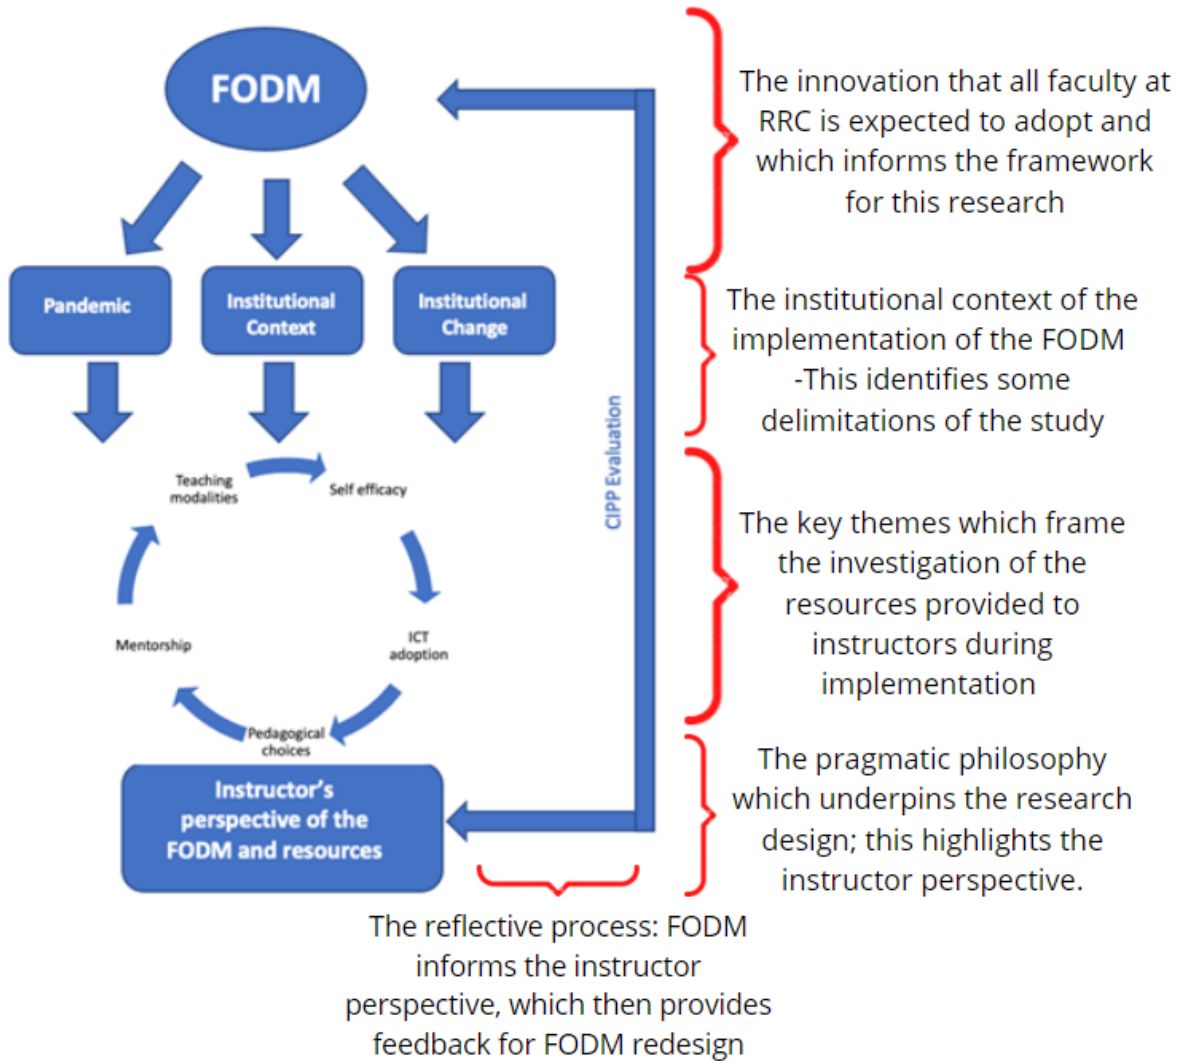 FODM
The innovation that all faculty at
RRC is expected to adopt and
which informs the framework
for this research
Pandemic
Institutional
Context
Institutional
Change
The institutional context of the
implementation of the FODM
-This identifies some
delimitations of the study
CIPP Evaluation
Teaching
modalities
Self efficacy
ICT
adoption
Pedagogical
choices
Mentorship
The key themes which frame
the investigation of the
resources provided to
instructors during
implementation
Instructor's
perspective of the
FODM and resources
The pragmatic philosophy
which underpins the research
design; this highlights the
instructor perspective.
The reflective process: FODM
informs the instructor
perspective, which then provides
feedback for FODM redesign